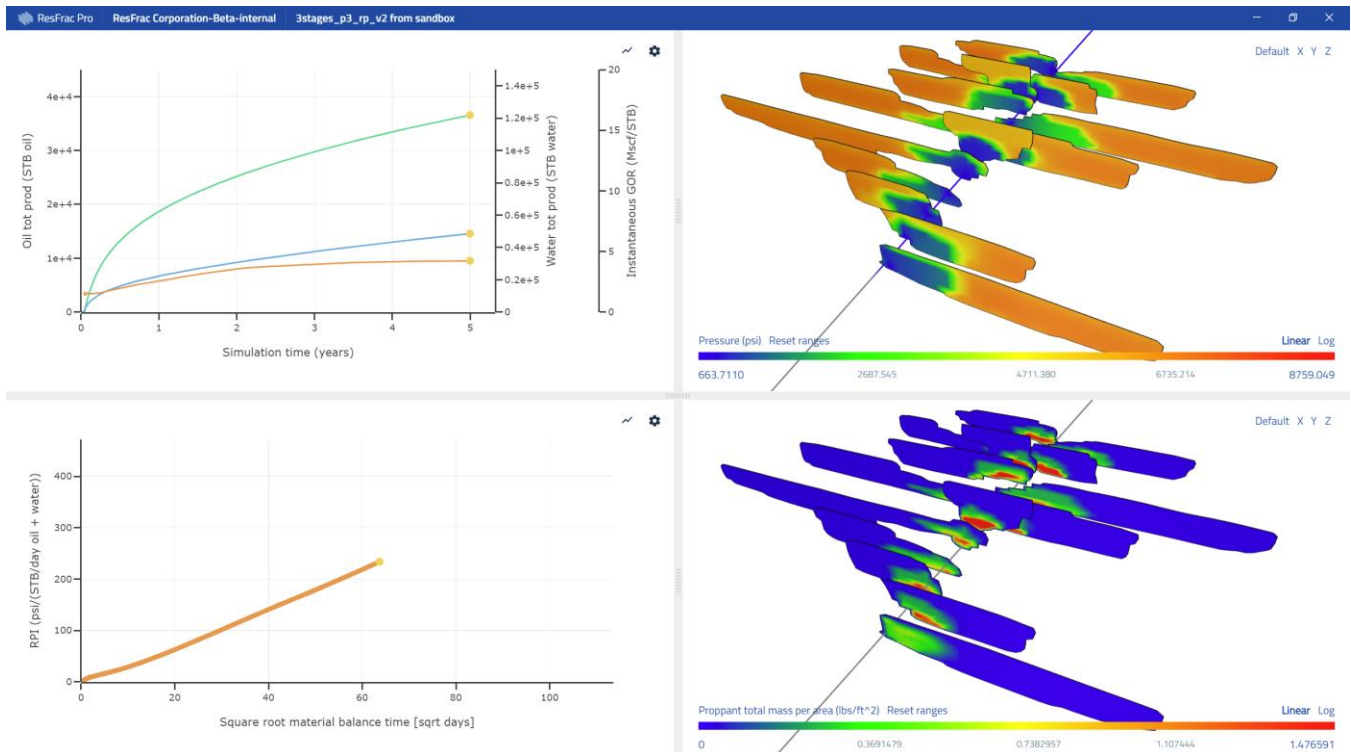 ResFrac Pro ResFrac Corporation-Beta-internal 3stages_p3_rp_v2 from sandbox
Oil tot prod (STB oil)
4e+4
3e+4
2e+4
1e+4
0
0 1 2 3 4 5
Simulation time (years)
1.4e+5
1.2e+5
1e+5
0.8e+5
0.6e+5
0.4e+5
0.2e+5
0
Water tot prod (STB water)
20
15
10
5
0
Instantaneous GOR (Mscf/STB)
Default X Y Z
Pressure (psi) Reset ranges Linear Log
663.7110 2687.545 4711.380 6735.214 8759.049
RPI (psi/(STB/day oil + water))
400
300
200
100
0
0 20 40 60 80 100
Square root material balance time [sqrt days]
Default X Y Z
Proppant total mass per area (lbs/ft^2) Reset ranges Linear Log
0 0.3691479 0.7382957 1.107444 1.476591